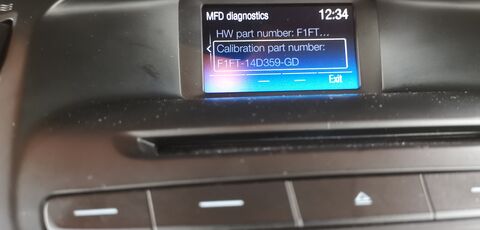 MFD diagnostics 12:34
HW part number: F1FT...
Calibration part number:
F1FT-14D359-GD
Exit